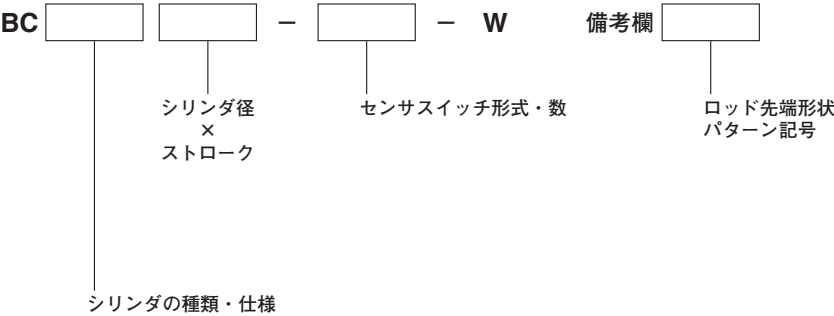 BC － － W 備考欄
シリンダ径
×
ストローク
センサスイッチ形式・数
ロッド先端形状
パターン記号
シリンダの種類・仕様